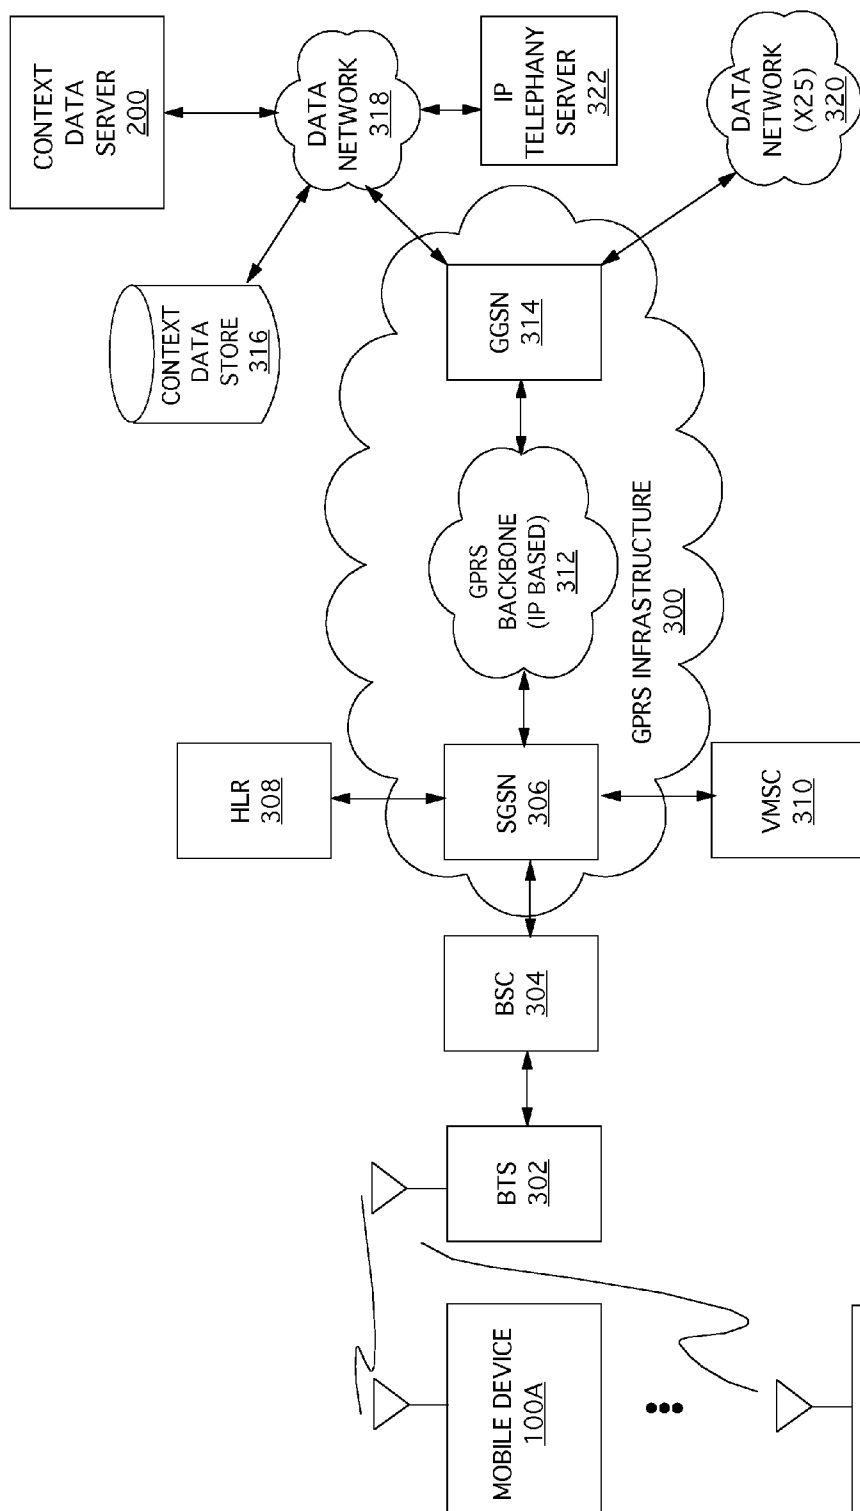 CONTEXT
DATA
SERVER
200
DATA
NETWORK
318
IP
TELEPHANY
SERVER
322
DATA
NETWORK
(X25)
320
CONTEXT
DATA
STORE
316
GGSN
314
GPRS
BACKBONE
(IP BASED)
312
GPRS INFRASTRUCTURE
300
HLR
308
SGSN
306
VMSC
310
BSC
304
BTS
302
MOBILE DEVICE
100A